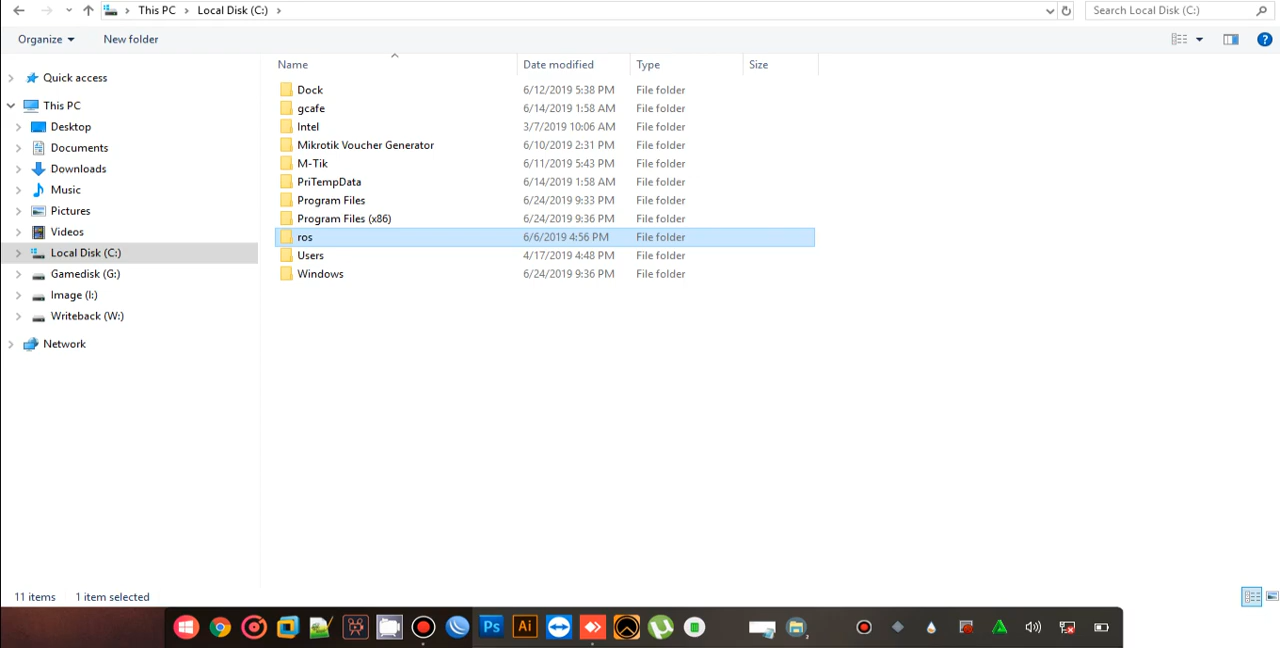 This PC Local Disk (C:) Search Local Disk (C:)
Organize New folder ?
Name Date modified Type Size
Quick access
This PC
Desktop
Documents
Downloads
Music
Pictures
Videos
Local Disk (C:)
Gamedisk (G:)
Image (I:)
Writeback (W:)
Network
Dock 6/12/2019 5:38 PM File folder
gcafe 6/14/2019 1:58 AM File folder
Intel 3/7/2019 10:06 AM File folder
Mikrotik Voucher Generator 6/10/2019 2:31 PM File folder
M-Tik 6/11/2019 5:43 PM File folder
PriTempData 6/14/2019 1:58 AM File folder
Program Files 6/24/2019 9:33 PM File folder
Program Files (x86) 6/24/2019 9:36 PM File folder
ros 6/6/2019 4:56 PM File folder
Users 4/17/2019 4:48 PM File folder
Windows 6/24/2019 9:36 PM File folder
11 items 1 item selected
Ps Ai